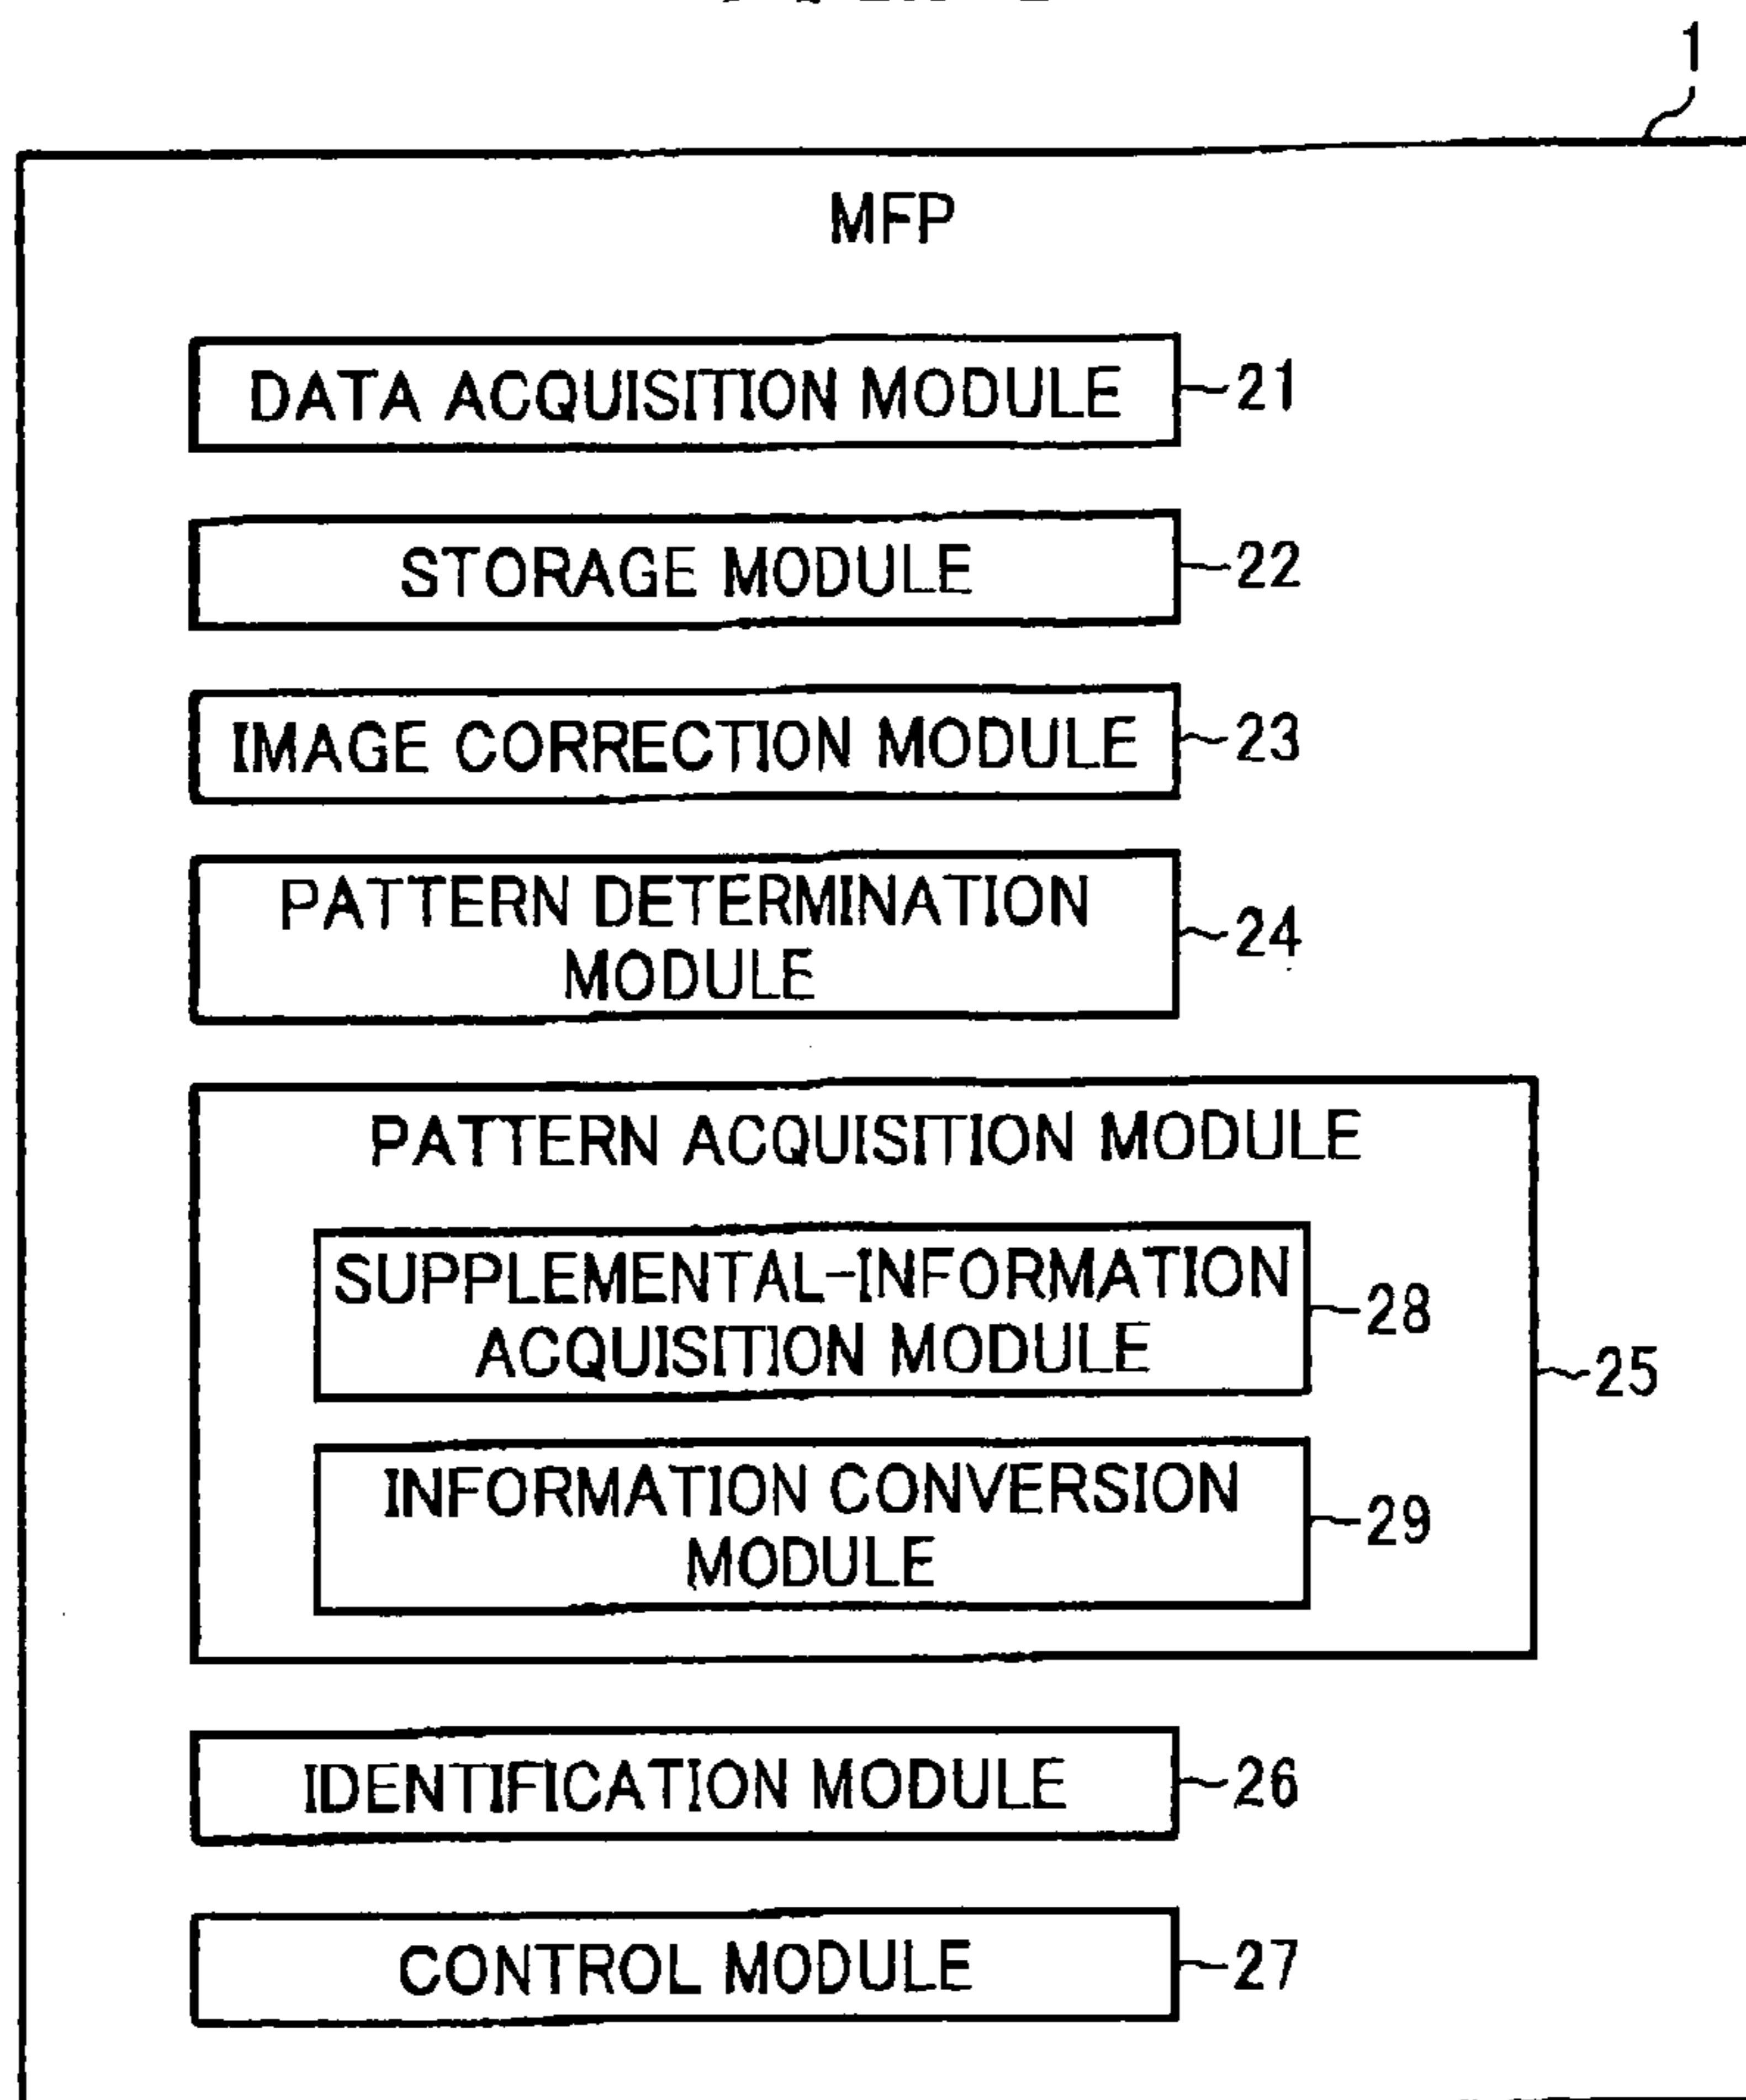 1
MFP
DATA ACQUISITION MODULE 21
STORAGE MODULE 22
IMAGE CORRECTION MODULE 23
PATTERN DETERMINATION
MODULE
24
PATTERN ACQUISITION MODULE
SUPPLEMENTAL-INFORMATION
ACQUISITION MODULE
28
25
INFORMATION CONVERSION
MODULE
29
IDENTIFICATION MODULE 26
CONTROL MODULE 27